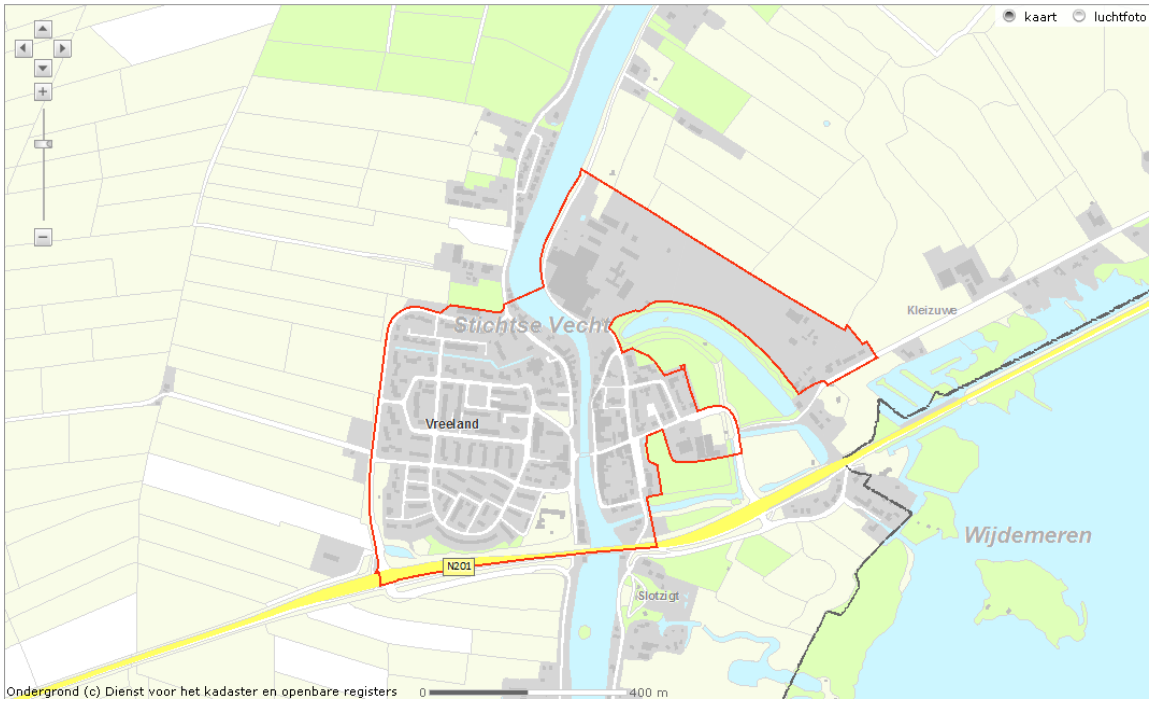 kaart luchtfoto
Kleizuwe
Stichtse Vecht
Vreeland
Wijdemeren
N201
Slotzigt
Ondergrond (c) Dienst voor het kadaster en openbare registers 0 400 m